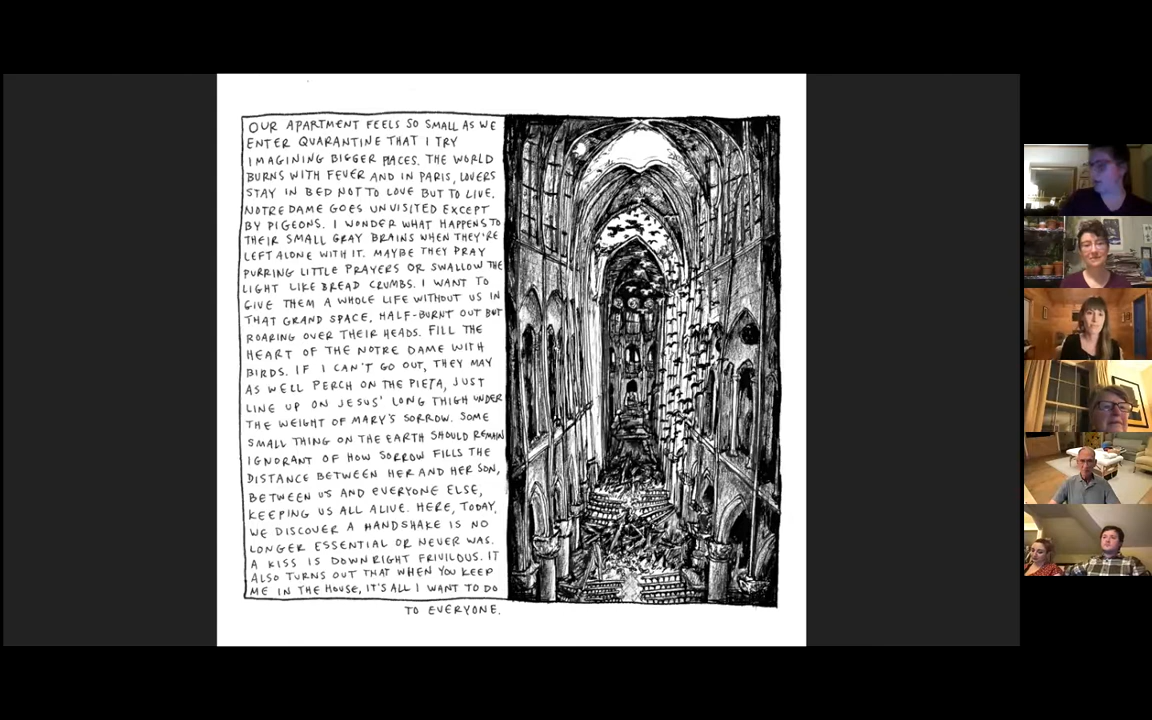 OUR APARTMENT FEELS SO SMALL AS WE
ENTER QUARANTINE THAT I TRY
IMAGINING BIGGER PLACES. THE WORLD
BURNS WITH FEVER AND IN PARIS, LOVERS
STAY IN BED NOT TO LOVE BUT TO LIVE.
NOTRE DAME GOES UNVISITED EXCEPT
BY PIGEONS. I WONDER WHAT HAPPENS TO
THEIR SMALL GRAY BRAINS WHEN THEY'RE
LEFT ALONE WITH IT. MAYBE THEY PRAY
PURRING LITTLE PRAYERS OR SWALLOW THE
LIGHT LIKE BREAD CRUMBS. I WANT TO
GIVE THEM A WHOLE LIFE WITHOUT US IN
THAT GRAND SPACE, HALF-BURNT OUT BUT
ROARING OVER THEIR HEADS. FILL THE
HEART OF THE NOTRE DAME WITH
BIRDS. IF I CAN'T GO OUT, THEY MAY
AS WELL PERCH ON THE PIETA, JUST
LINE UP ON JESUS' LONG THIGH UNDER
THE WEIGHT OF MARY'S SORROW. SOME
SMALL THING ON THE EARTH SHOULD REMAIN
IGNORANT OF HOW SORROW FILLS THE
DISTANCE BETWEEN HER AND HER SON,
BETWEEN US AND EVERYONE ELSE,
KEEPING US ALL ALIVE. HERE, TODAY,
WE DISCOVER A HANDSHAKE IS NO
LONGER ESSENTIAL OR NEVER WAS.
A KISS IS DOWNRIGHT FRIVILOUS. IT
ALSO TURNS OUT THAT WHEN YOU KEEP
ME IN THE HOUSE, IT'S ALL I WANT TO DO
TO EVERYONE.